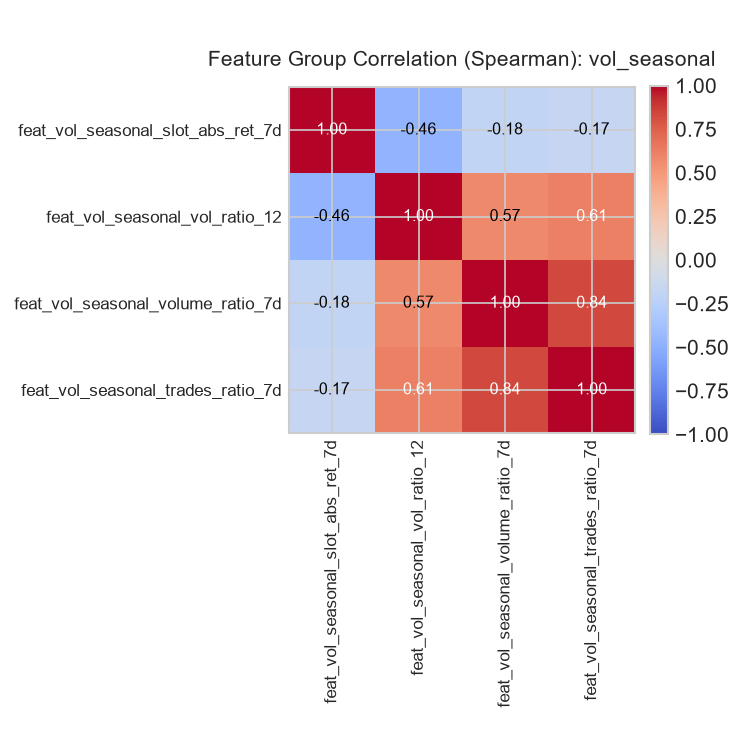 Feature Group Correlation (Spearman): vol_seasonal
feat_vol_seasonal_slot_abs_ret_7d
1.00 -0.46 -0.18 -0.17
feat_vol_seasonal_vol_ratio_12
-0.46 1.00 0.57 0.61
feat_vol_seasonal_volume_ratio_7d
-0.18 0.57 1.00 0.84
feat_vol_seasonal_trades_ratio_7d
-0.17 0.61 0.84 1.00
feat_vol_seasonal_slot_abs_ret_7d
feat_vol_seasonal_vol_ratio_12
feat_vol_seasonal_volume_ratio_7d
feat_vol_seasonal_trades_ratio_7d
1.00
0.75
0.50
0.25
0.00
−0.25
−0.50
−0.75
−1.00